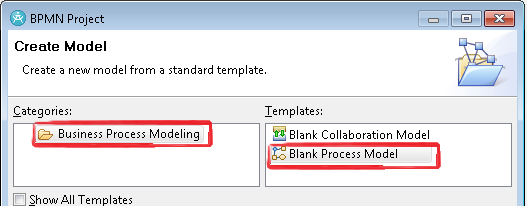 BPMN Project
Create Model
Create a new model from a standard template.
Categories:
Templates:
Business Process Modeling
Blank Collaboration Model
Blank Process Model
Show All Templates